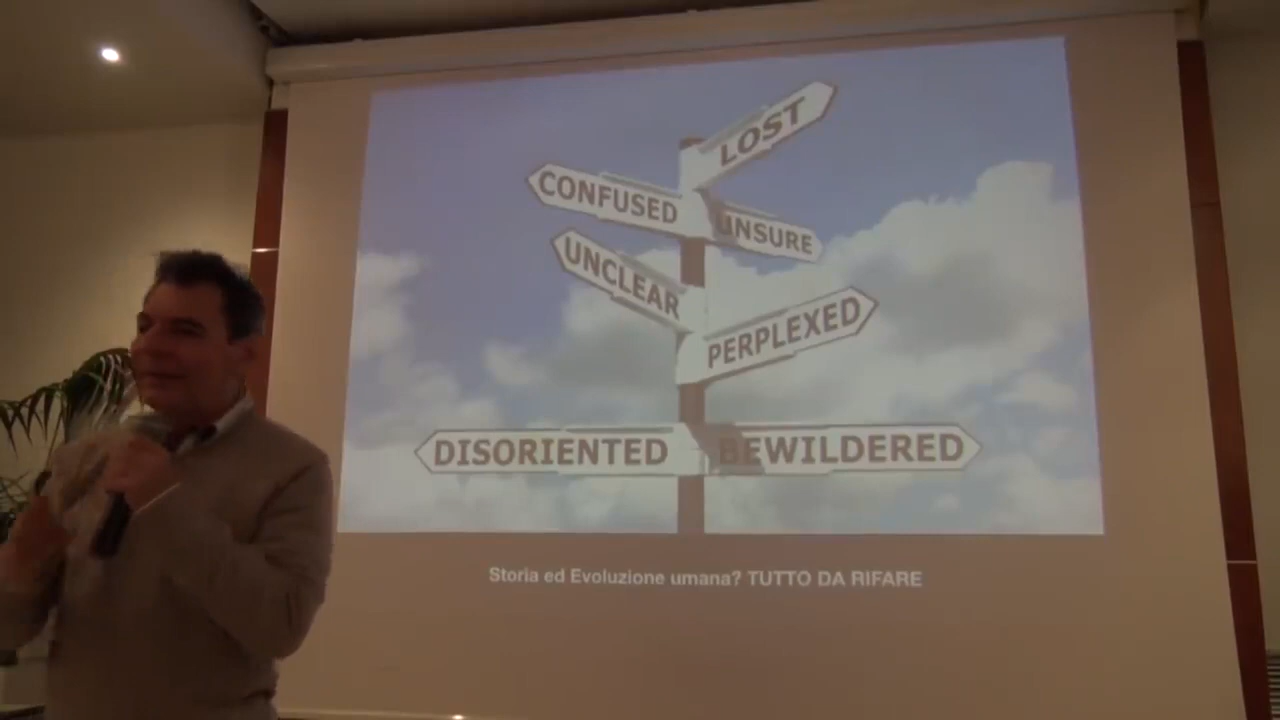 LOST
CONFUSED
UNSURE
UNCLEAR
PERPLEXED
DISORIENTED
BEWILDERED
Storia ed Evoluzione umana? TUTTO DA RIFARE